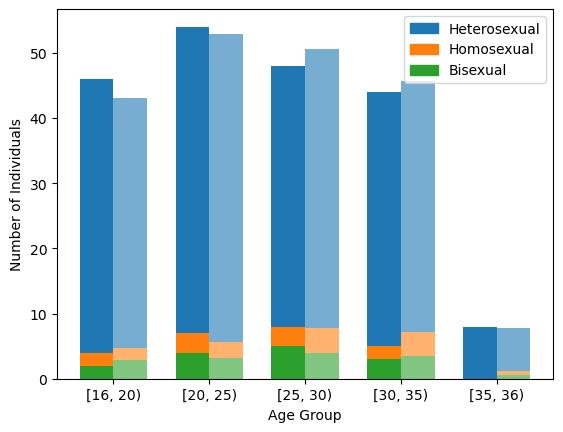 Heterosexual
Homosexual
Bisexual
50
40
30
20
10
0
Number of Individuals
[16, 20)
[20, 25)
[25, 30)
[30, 35)
[35, 36)
Age Group